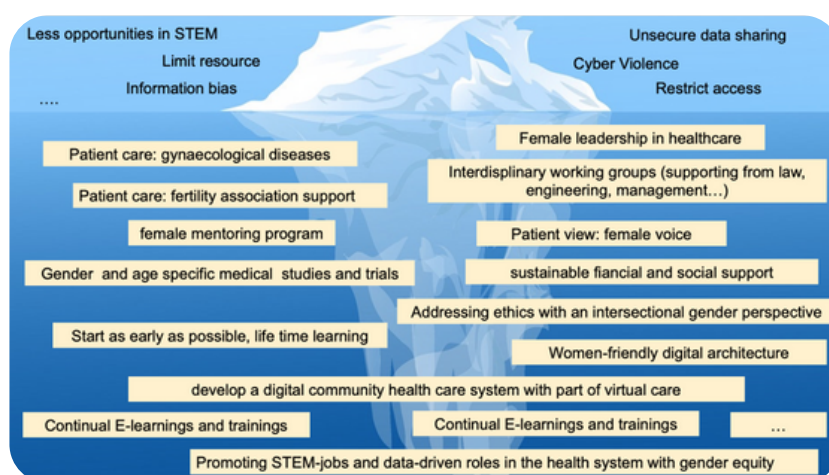 Less opportunities in STEM
Unsecure data sharing
Limit resource
Cyber Violence
Information bias
Restrict access
....
Female leadership in healthcare
Patient care: gynaecological diseases
Interdisplinary working groups (supporting from law,
engineering, management…)
Patient care: fertility association support
female mentoring program
Patient view: female voice
Gender and age specific medical studies and trials
sustainable fiancial and social support
Addressing ethics with an intersectional gender perspective
Start as early as possible, life time learning
Women-friendly digital architecture
develop a digital community health care system with part of virtual care
Continual E-learnings and trainings
Continual E-learnings and trainings
…
Promoting STEM-jobs and data-driven roles in the health system with gender equity